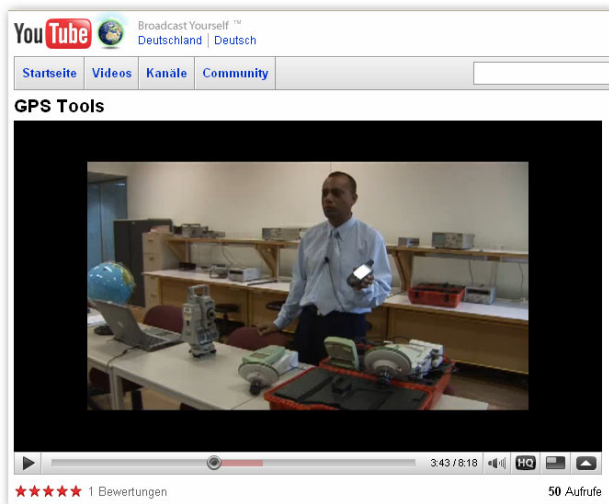 YouTube
Broadcast Yourself ™
Deutschland | Deutsch
Startseite Videos Kanäle Community
GPS Tools
3:43 / 8:18 HQ
1 Bewertungen 50 Aufrufe